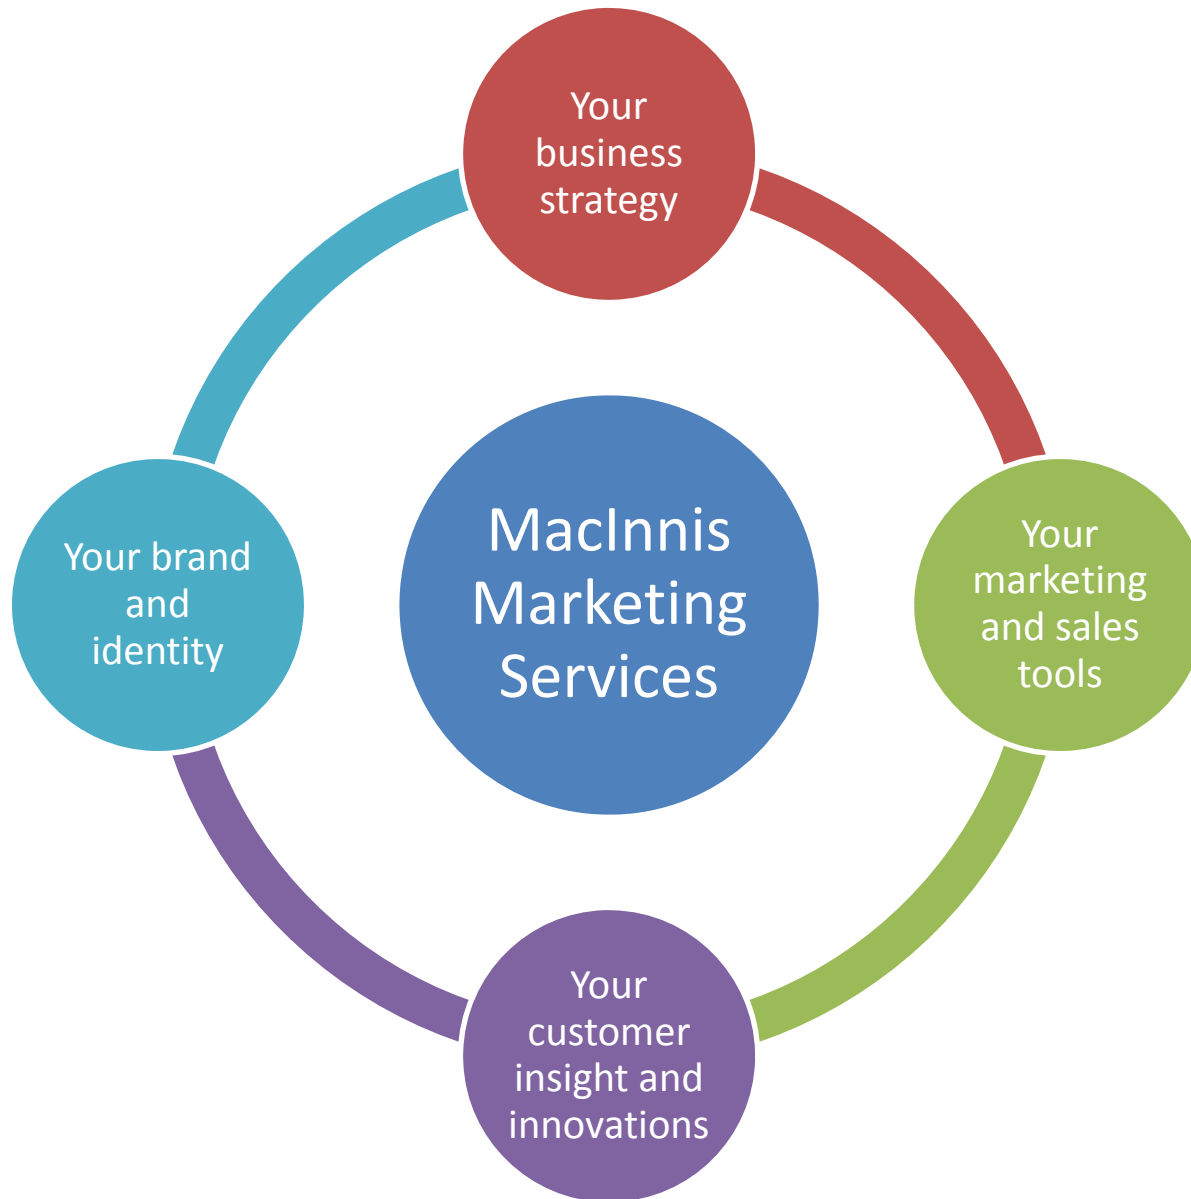 Your
business
strategy
Your brand
and
identity
MacInnis
Marketing
Services
Your
marketing
and sales
tools
Your
customer
insight and
innovations